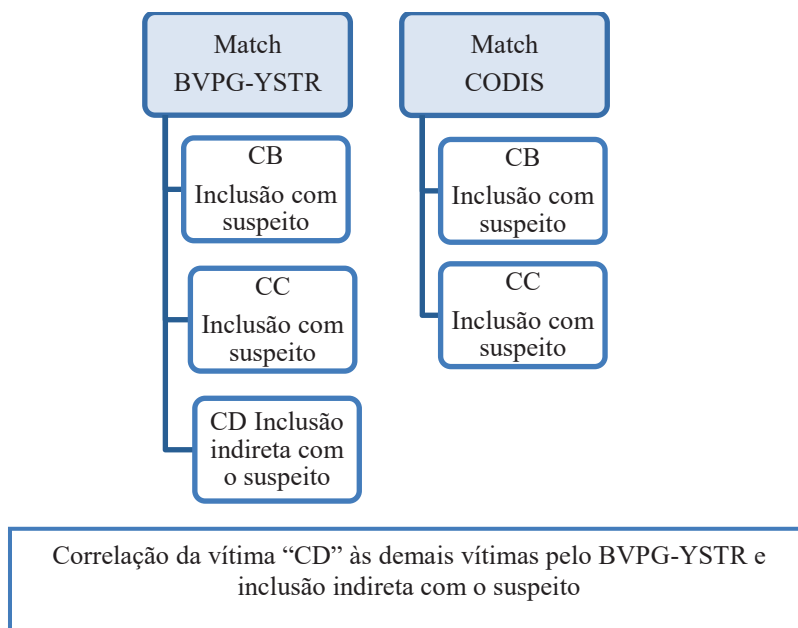 Match
BVPG-YSTR
CB
Inclusão com
suspeito
CC
Inclusão com
suspeito
CD Inclusão
indireta com
o suspeito
Match
CODIS
CB
Inclusão com
suspeito
CC
Inclusão com
suspeito
Correlação da vítima “CD” às demais vítimas pelo BVPG-YSTR e
inclusão indireta com o suspeito